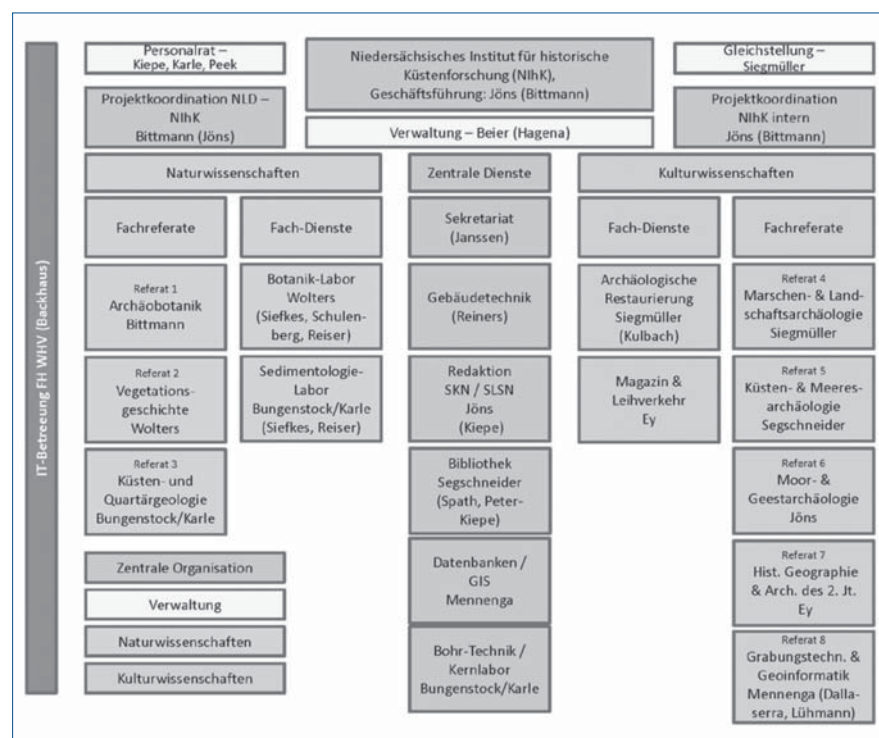 IT-Betreuung FH WHV (Backhaus)
Personalrat –
Kiepe, Karle, Peek
Niedersächsisches Institut für historische
Küstenforschung (NIhK),
Geschäftsführung: Jöns (Bittmann)
Gleichstellung –
Siegmüller
Projektkoordination NLD –
NIhK
Bittmann (Jöns)
Verwaltung – Beier (Hagena)
Projektkoordination
NIhK intern
Jöns (Bittmann)
Naturwissenschaften
Zentrale Dienste
Kulturwissenschaften
Fachreferate
Fach-Dienste
Sekretariat
(Janssen)
Fach-Dienste
Fachreferate
Referat 1
Archäobotanik
Bittmann
Botanik-Labor
Wolters
(Siefkes, Schulen-
berg, Reiser)
Gebäudetechnik
(Reiners)
Archäologische
Restaurierung
Siegmüller
(Kulbach)
Referat 4
Marschen- & Land-
schaftsarchäologie
Siegmüller
Referat 2
Vegetations-
geschichte
Wolters
Sedimentologie-
Labor
Bungenstock/Karle
(Siefkes, Reiser)
Redaktion
SKN / SLSN
Jöns
(Kiepe)
Magazin &
Leihverkehr
Ey
Referat 5
Küsten- & Meeres-
archäologie
Segschneider
Referat 3
Küsten- und
Quartärgeologie
Bungenstock/Karle
Bibliothek
Segschneider
(Spath, Peter-
Kiepe)
Referat 6
Moor- &
Geestarchäologie
Jöns
Zentrale Organisation
Verwaltung
Naturwissenschaften
Kulturwissenschaften
Datenbanken /
GIS
Mennenga
Referat 7
Hist. Geographie
& Arch. des 2. Jt.
Ey
Bohr-Technik /
Kernlabor
Bungenstock/Karle
Referat 8
Grabungstechn. &
Geoinformatik
Mennenga (Dalla-
serra, Lühmann)